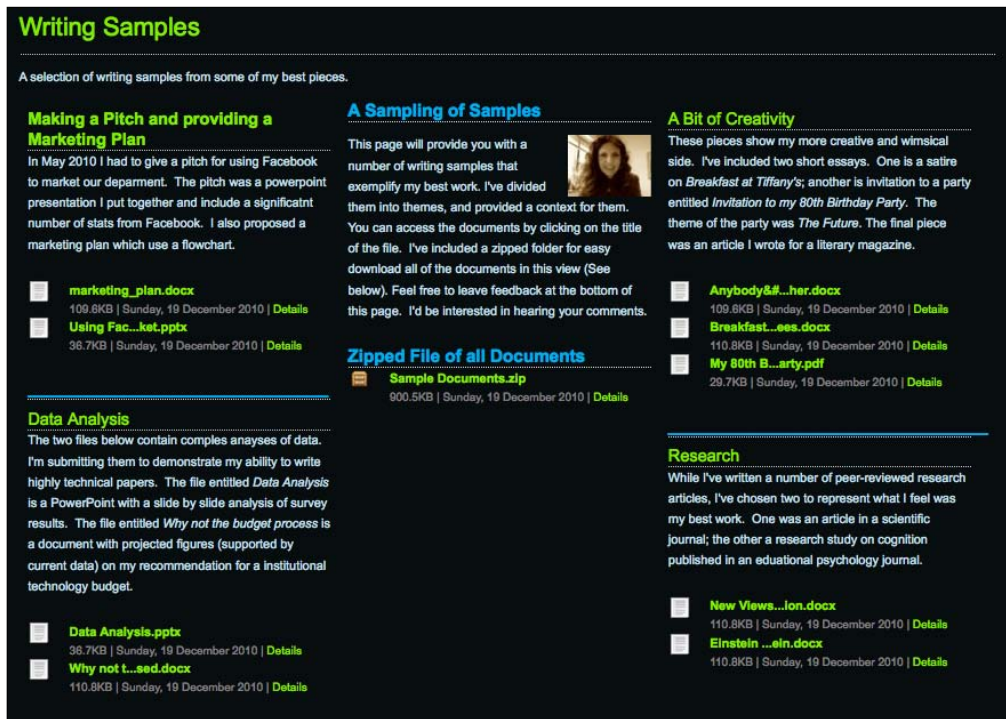 Writing Samples
A selection of writing samples from some of my best pieces.
Making a Pitch and providing a
Marketing Plan
In May 2010 I had to give a pitch for using Facebook
to market our deparment. The pitch was a powerpoint
presentation I put together and include a significatnt
number of stats from Facebook. I also proposed a
marketing plan which use a flowchart.
marketing_plan.docx
109.6KB | Sunday, 19 December 2010 | Details
Using Fac...ket.pptx
36.7KB | Sunday, 19 December 2010 | Details
Data Analysis
The two files below contain comples anayses of data.
I'm submitting them to demonstrate my ability to write
highly technical papers. The file entitled Data Analysis
is a PowerPoint with a slide by slide analysis of survey
results. The file entitled Why not the budget process is
a document with projected figures (supported by
current data) on my recommendation for a institutional
technology budget.
Data Analysis.pptx
36.7KB | Sunday, 19 December 2010 | Details
Why not t...sed.docx
110.8KB | Sunday, 19 December 2010 | Details
A Sampling of Samples
This page will provide you with a
number of writing samples that
exemplify my best work. I've divided
them into themes, and provided a context for them.
You can access the documents by clicking on the title
of the file. I've included a zipped folder for easy
download all of the documents in this view (See
below). Feel free to leave feedback at the bottom of
this page. I'd be interested in hearing your comments.
Zipped File of all Documents
Sample Documents.zip
900.5KB | Sunday, 19 December 2010 | Details
A Bit of Creativity
These pieces show my more creative and wimsical
side. I've included two short essays. One is a satire
on Breakfast at Tiffany's; another is invitation to a party
entitled Invitation to my 80th Birthday Party. The
theme of the party was The Future. The final piece
was an article I wrote for a literary magazine.
Anybody&#...her.docx
109.6KB | Sunday, 19 December 2010 | Details
Breakfast...ees.docx
110.8KB | Sunday, 19 December 2010 | Details
My 80th B...arty.pdf
29.7KB | Sunday, 19 December 2010 | Details
Research
While I've written a number of peer-reviewed research
articles, I've chosen two to represent what I feel was
my best work. One was an article in a scientific
journal; the other a research study on cognition
published in an eduational psychology journal.
New Views...ion.docx
110.8KB | Sunday, 19 December 2010 | Details
Einstein ...ein.docx
110.8KB | Sunday, 19 December 2010 | Details